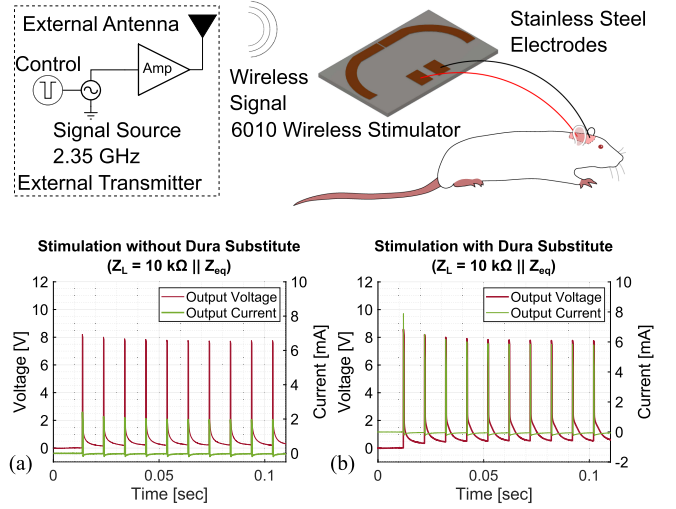 External Antenna
Control
Amp
Signal Source
2.35 GHz
External Transmitter
Wireless
Signal
6010 Wireless Stimulator
Stainless Steel
Electrodes
Stimulation without Dura Substitute
(Z_L = 10 kΩ || Z_eq)
Output Voltage
Output Current
Voltage [V]
12
10
8
6
4
2
0
Current [mA]
10
8
6
4
2
0
0
0.05
0.1
Time [sec]
(a)
Stimulation with Dura Substitute
(Z_L = 10 kΩ || Z_eq)
Output Voltage
Output Current
Voltage [V]
12
10
8
6
4
2
0
Current [mA]
10
8
6
4
2
0
-2
0
0.05
0.1
Time [sec]
(b)